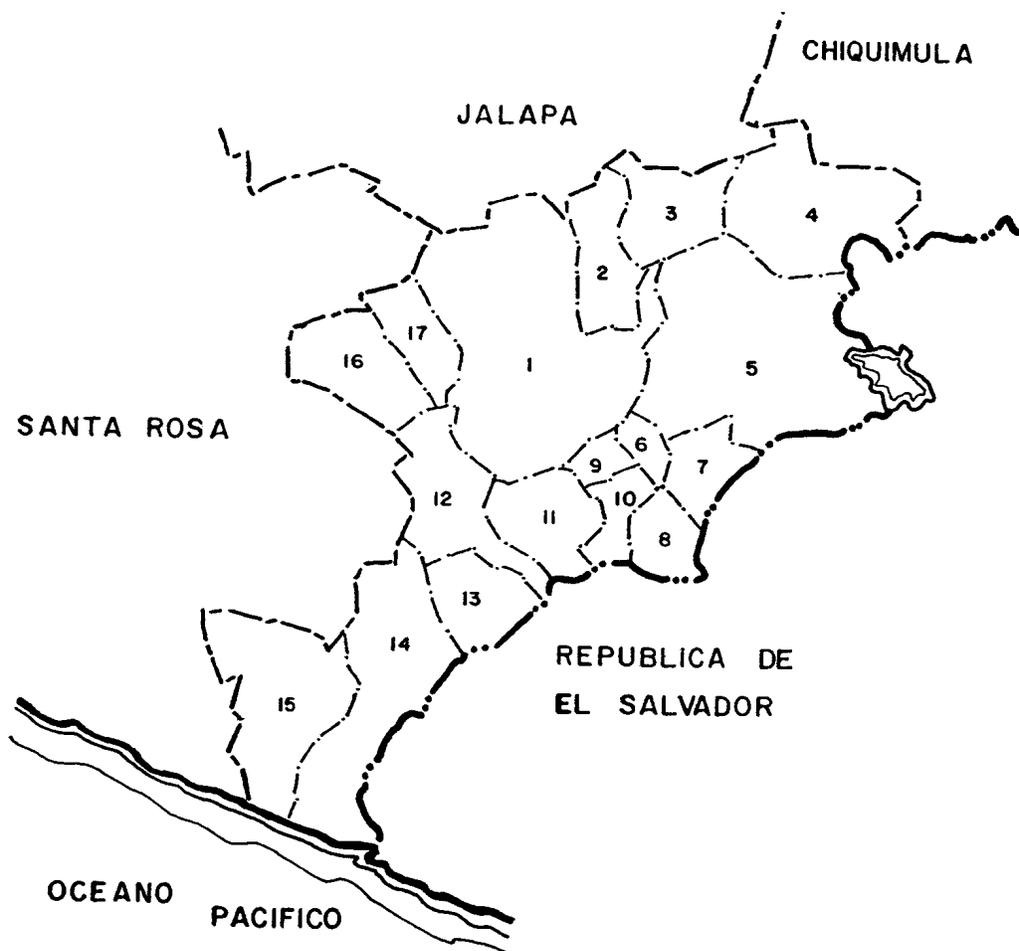 CHIQUIMULA
JALAPA
3
4
2
17
16
1
5
SANTA ROSA
6
9
7
12
10
11
8
13
14
REPUBLICA DE
EL SALVADOR
15
OCEANO
PACIFICO